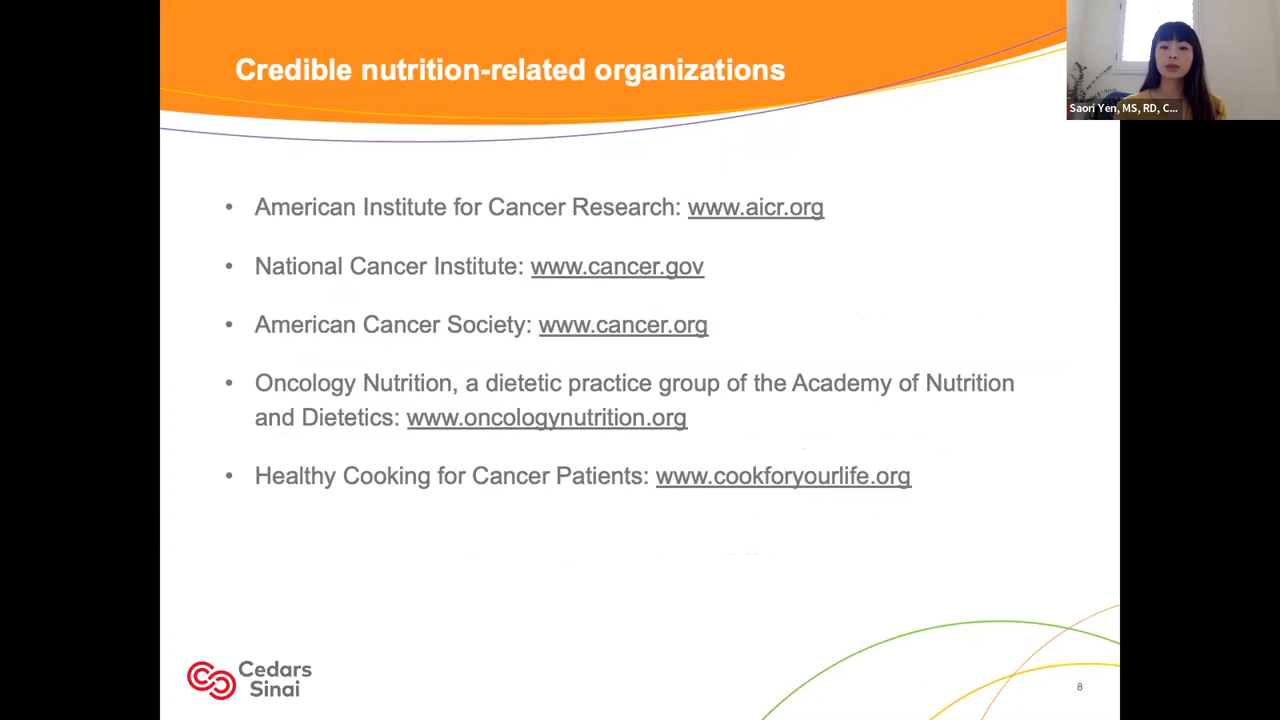 Credible nutrition-related organizations
Saori Yen, MS, RD, C...
• American Institute for Cancer Research: www.aicr.org
• National Cancer Institute: www.cancer.gov
• American Cancer Society: www.cancer.org
• Oncology Nutrition, a dietetic practice group of the Academy of Nutrition
and Dietetics: www.oncologynutrition.org
• Healthy Cooking for Cancer Patients: www.cookforyourlife.org
Cedars
Sinai
8